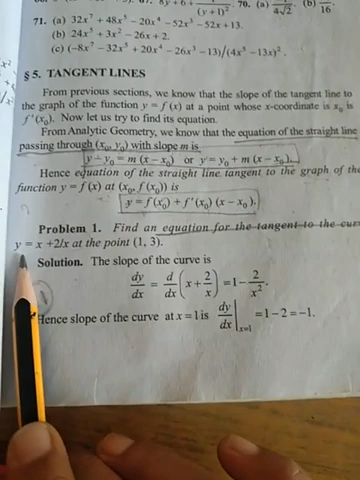 70. (a) 1/4√2 . (b) 1/16
71. (a) 32x⁷ + 48x⁵ – 20x⁴ –52x³ –52x + 13.
(b) 24x⁵ + 3x² – 26x + 2.
(c) (–8x⁷ – 32x⁵ + 20x⁴ – 26x³ –13)/(4x³ – 13x)² .
§ 5. TANGENT LINES
From previous sections, we know that the slope of the tangent line to
the graph of the function y = f (x) at a point whose x-coordinate is x₀ is
f ′(x₀). Now let us try to find its equation.
From Analytic Geometry, we know that the equation of the straight line
passing through (x₀, y₀) with slope m is
y – y₀ = m (x – x₀) or y = y₀ + m (x – x₀).
Hence equation of the straight line tangent to the graph of the
function y = f (x) at (x₀, f (x₀)) is
y = f (x₀) + f ′(x₀) (x – x₀).
Problem 1. Find an equation for the tangent to the curve
y = x +2/x at the point (1, 3).
Solution. The slope of the curve is
dy/dx = d/dx (x + 2/x) = 1 – 2/x².
Hence slope of the curve at x = 1 is dy/dx |x=1 = 1 – 2 = –1.